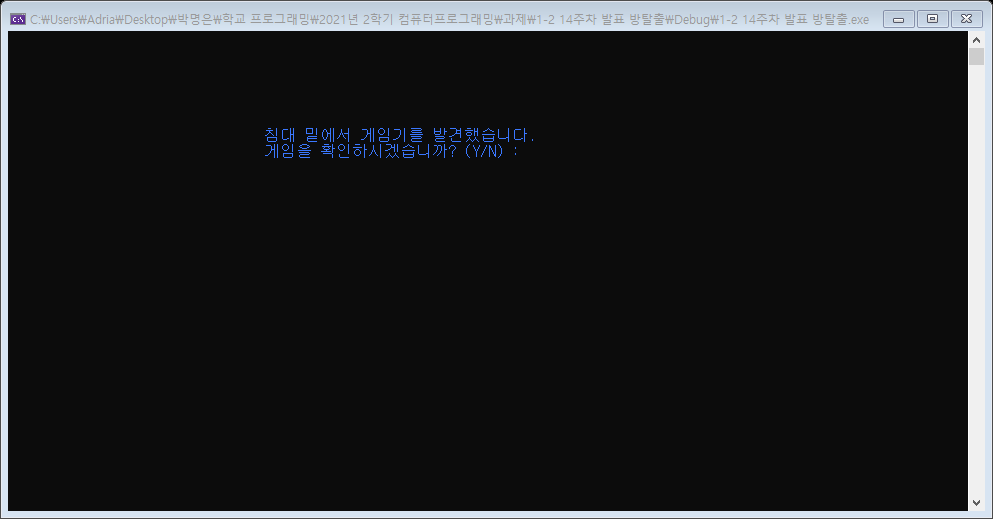 C:₩Users₩Adria₩Desktop₩박명은₩학교 프로그래밍₩2021년 2학기 컴퓨터프로그래밍₩과제₩1-2 14주차 발표 방탈출₩Debug₩1-2 14주차 발표 방탈출.exe
침대 밑에서 게임기를 발견했습니다.
게임을 확인하시겠습니까? (Y/N) :